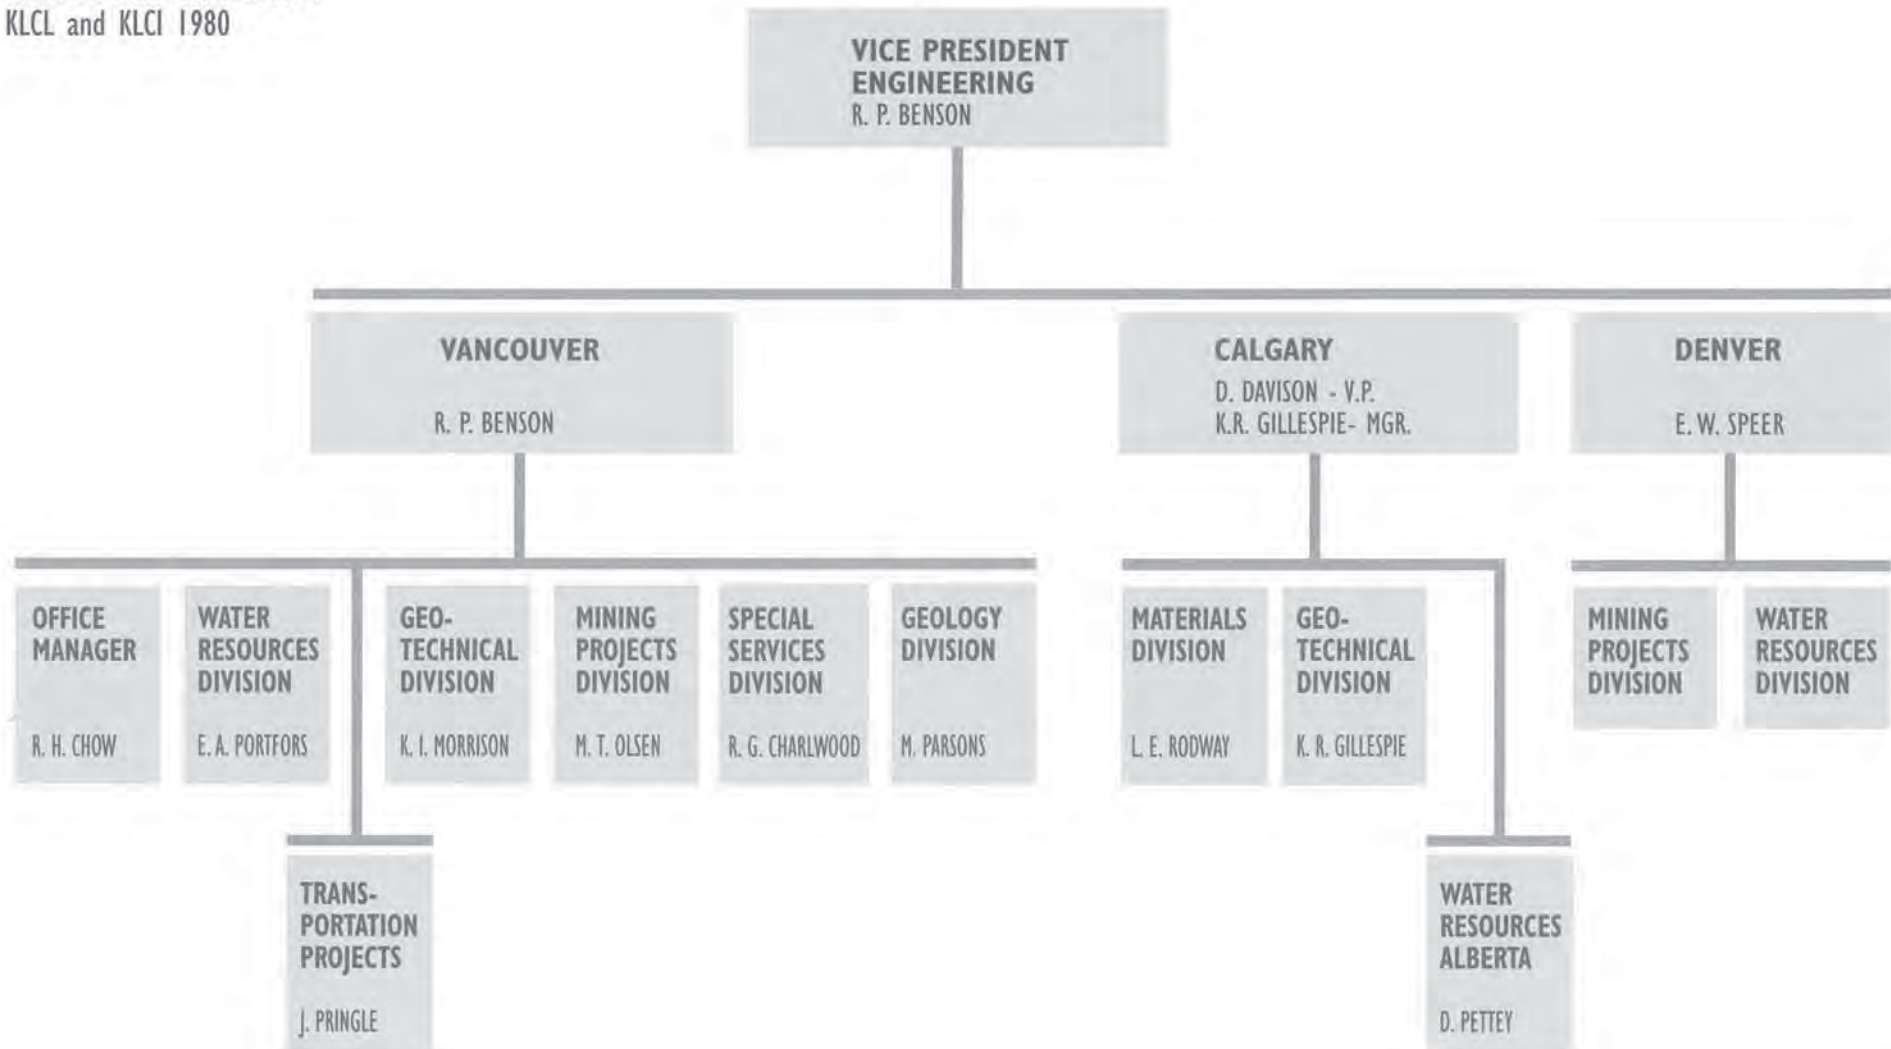 KLCL and KLCI 1980
VICE PRESIDENT
ENGINEERING
R. P. BENSON
VANCOUVER
R. P. BENSON
CALGARY
D. DAVISON - V.P.
K.R. GILLESPIE- MGR.
DENVER
E. W. SPEER
OFFICE
MANAGER
R. H. CHOW
WATER
RESOURCES
DIVISION
E. A. PORTFORS
GEO-
TECHNICAL
DIVISION
K. I. MORRISON
MINING
PROJECTS
DIVISION
M. T. OLSEN
SPECIAL
SERVICES
DIVISION
R. G. CHARLWOOD
GEOLOGY
DIVISION
M. PARSONS
MATERIALS
DIVISION
L. E. RODWAY
GEO-
TECHNICAL
DIVISION
K. R. GILLESPIE
MINING
PROJECTS
DIVISION
WATER
RESOURCES
DIVISION
TRANS-
PORTATION
PROJECTS
J. PRINGLE
WATER
RESOURCES
ALBERTA
D. PETTEY